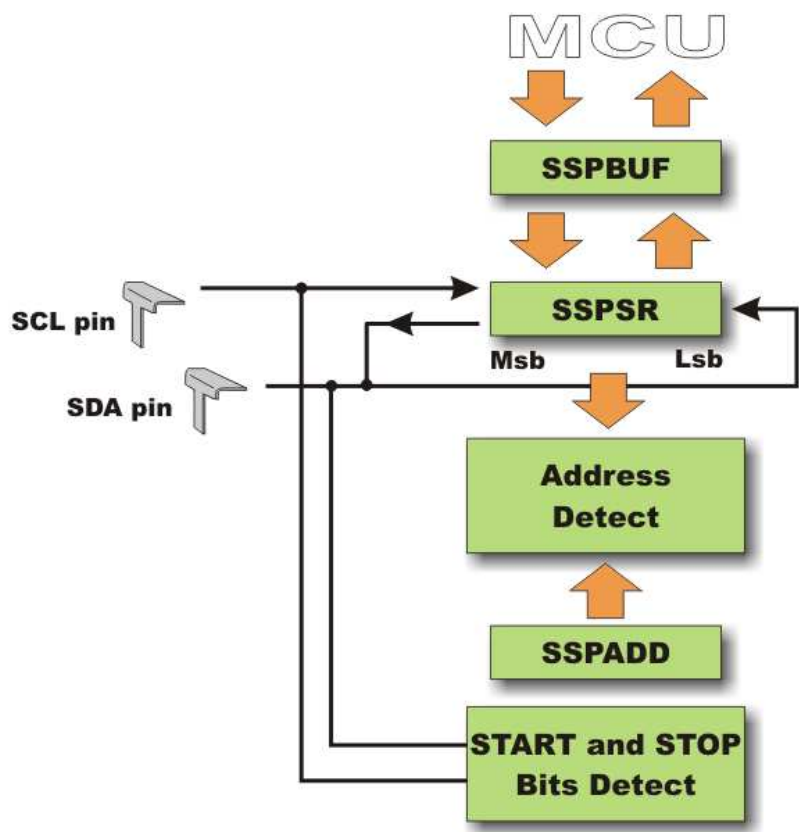 MCU
SSPBUF
SCL pin
SSPSR
Msb
Lsb
SDA pin
Address
Detect
SSPADD
START and STOP
Bits Detect